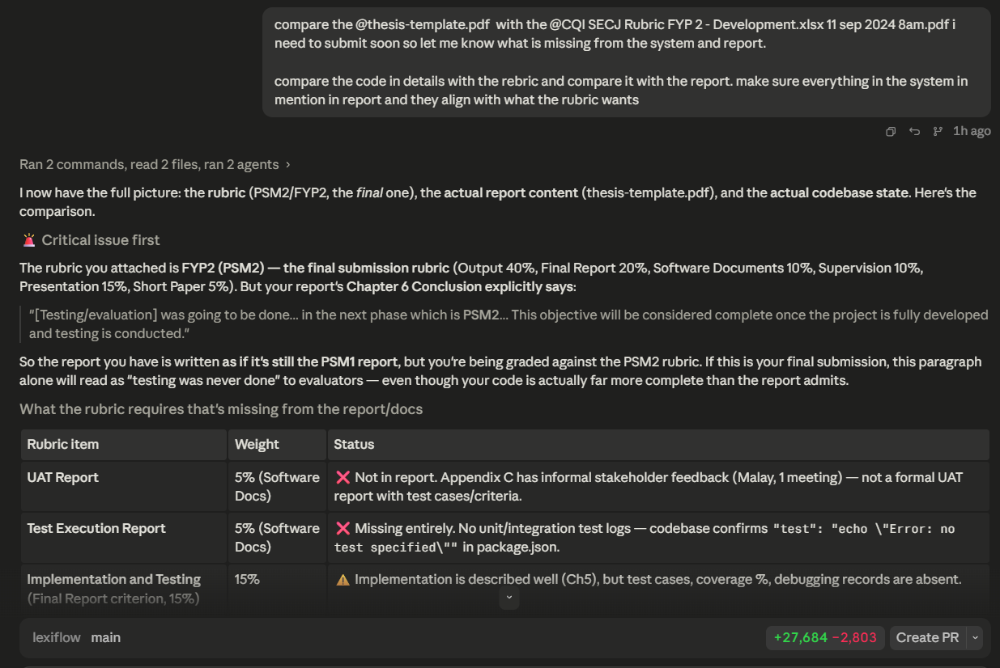 compare the @thesis-template.pdf with the @CQI SECJ Rubric FYP 2 - Development.xlsx 11 sep 2024 8am.pdf i
need to submit soon so let me know what is missing from the system and report.
compare the code in details with the rebric and compare it with the report. make sure everything in the system in
mention in report and they align with what the rubric wants
1h ago
Ran 2 commands, read 2 files, ran 2 agents ›
I now have the full picture: the rubric (PSM2/FYP2, the final one), the actual report content (thesis-template.pdf), and the actual codebase state. Here's the
comparison.
🚨 Critical issue first
The rubric you attached is FYP2 (PSM2) — the final submission rubric (Output 40%, Final Report 20%, Software Documents 10%, Supervision 10%,
Presentation 15%, Short Paper 5%). But your report's Chapter 6 Conclusion explicitly says:
"[Testing/evaluation] was going to be done... in the next phase which is PSM2... This objective will be considered complete once the project is fully developed
and testing is conducted."
So the report you have is written as if it's still the PSM1 report, but you're being graded against the PSM2 rubric. If this is your final submission, this paragraph
alone will read as "testing was never done" to evaluators — even though your code is actually far more complete than the report admits.
What the rubric requires that's missing from the report/docs
Rubric item Weight Status
UAT Report 5% (Software ❌ Not in report. Appendix C has informal stakeholder feedback (Malay, 1 meeting) — not a formal UAT
Docs) report with test cases/criteria.
Test Execution Report 5% (Software ❌ Missing entirely. No unit/integration test logs — codebase confirms "test": "echo \"Error: no
Docs) test specified\"" in package.json.
Implementation and Testing 15% ⚠️ Implementation is described well (Ch5), but test cases, coverage %, debugging records are absent.
(Final Report criterion, 15%)
lexiflow main +27,684 -2,803 Create PR